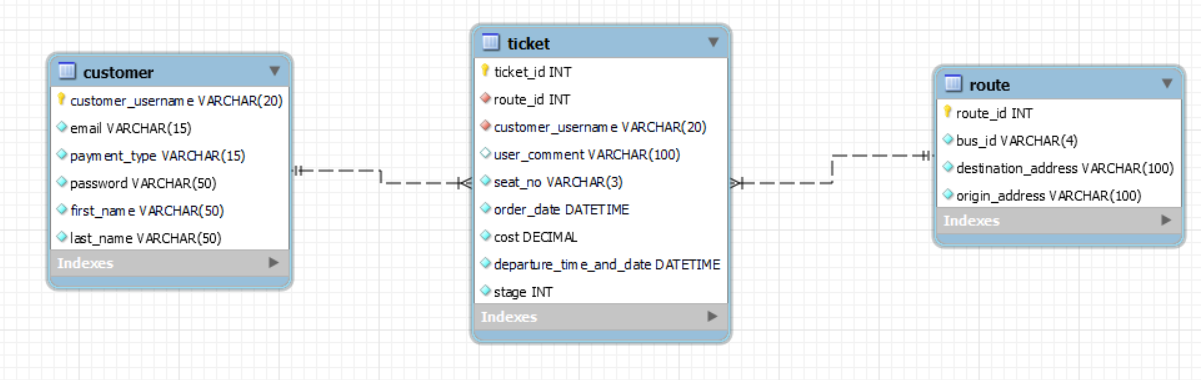 customer
customer_username VARCHAR(20)
email VARCHAR(15)
payment_type VARCHAR(15)
password VARCHAR(50)
first_name VARCHAR(50)
last_name VARCHAR(50)
Indexes
ticket
ticket_id INT
route_id INT
customer_username VARCHAR(20)
user_comment VARCHAR(100)
seat_no VARCHAR(3)
order_date DATETIME
cost DECIMAL
departure_time_and_date DATETIME
stage INT
Indexes
route
route_id INT
bus_id VARCHAR(4)
destination_address VARCHAR(100)
origin_address VARCHAR(100)
Indexes